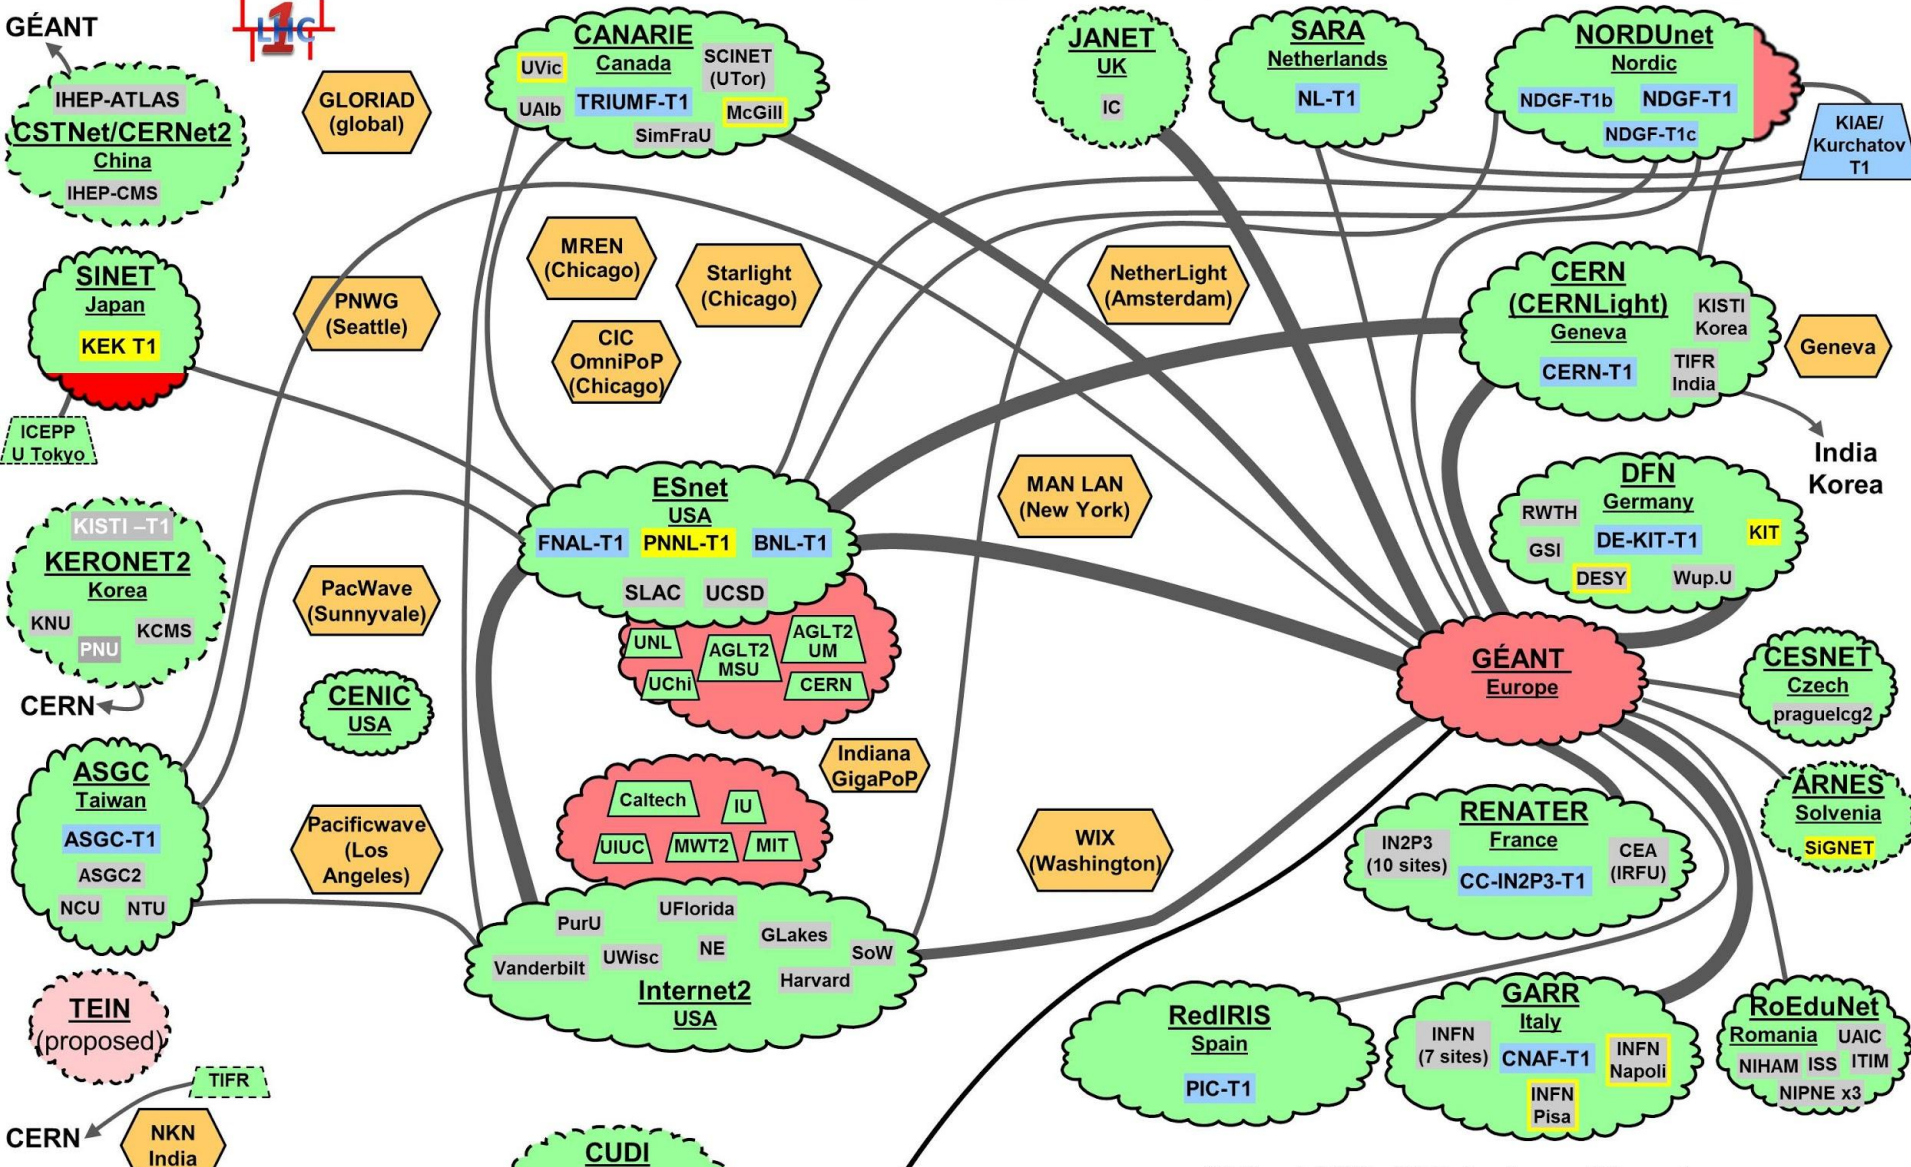 GÉANT
LHC
1
IHEP-ATLAS
CSTNet/CERNet2
China
IHEP-CMS
GLORIAD
(global)
CANARIE
Canada
UVic
SCINET
(UTor)
UAlb
TRIUMF-T1
McGill
SimFraU
JANET
UK
IC
SARA
Netherlands
NL-T1
NORDUnet
Nordic
NDGF-T1b
NDGF-T1
NDGF-T1c
KIAE/
Kurchatov
T1
SINET
Japan
KEK T1
ICEPP
U Tokyo
PNWG
(Seattle)
MREN
(Chicago)
Starlight
(Chicago)
CIC
OmniPoP
(Chicago)
NetherLight
(Amsterdam)
CERN
(CERNLight)
Geneva
KISTI
Korea
CERN-T1
TIFR
India
Geneva
India
Korea
MAN LAN
(New York)
DFN
Germany
RWTH
DE-KIT-T1
KIT
GSI
DESY
Wup.U
ESnet
USA
FNAL-T1
PNNL-T1
BNL-T1
SLAC
UCSD
UNL
AGLT2
MSU
AGLT2
UM
UChi
CERN
KISTI –T1
KERONET2
Korea
KNU
KCMS
PNU
CERN
PacWave
(Sunnyvale)
CENIC
USA
GÉANT
Europe
CESNET
Czech
praguelcg2
ARNES
Solvenia
SiGNET
Indiana
GigaPoP
ASGC
Taiwan
ASGC-T1
ASGC2
NCU
NTU
Pacificwave
(Los
Angeles)
Caltech
IU
UIUC
MWT2
MIT
WIX
(Washington)
RENATER
France
IN2P3
(10 sites)
CEA
(IRFU)
CC-IN2P3-T1
PurU
UFlorida
GLakes
UWisc
NE
SoW
Vanderbilt
Harvard
Internet2
USA
TEIN
(proposed)
TIFR
CERN
NKN
India
CUDI
RedIRIS
Spain
PIC-T1
GARR
Italy
INFN
(7 sites)
CNAF-T1
INFN
Napoli
INFN
Pisa
RoEduNet
Romania
UAIC
NIHAM
ISS
ITIM
NIPNE x3